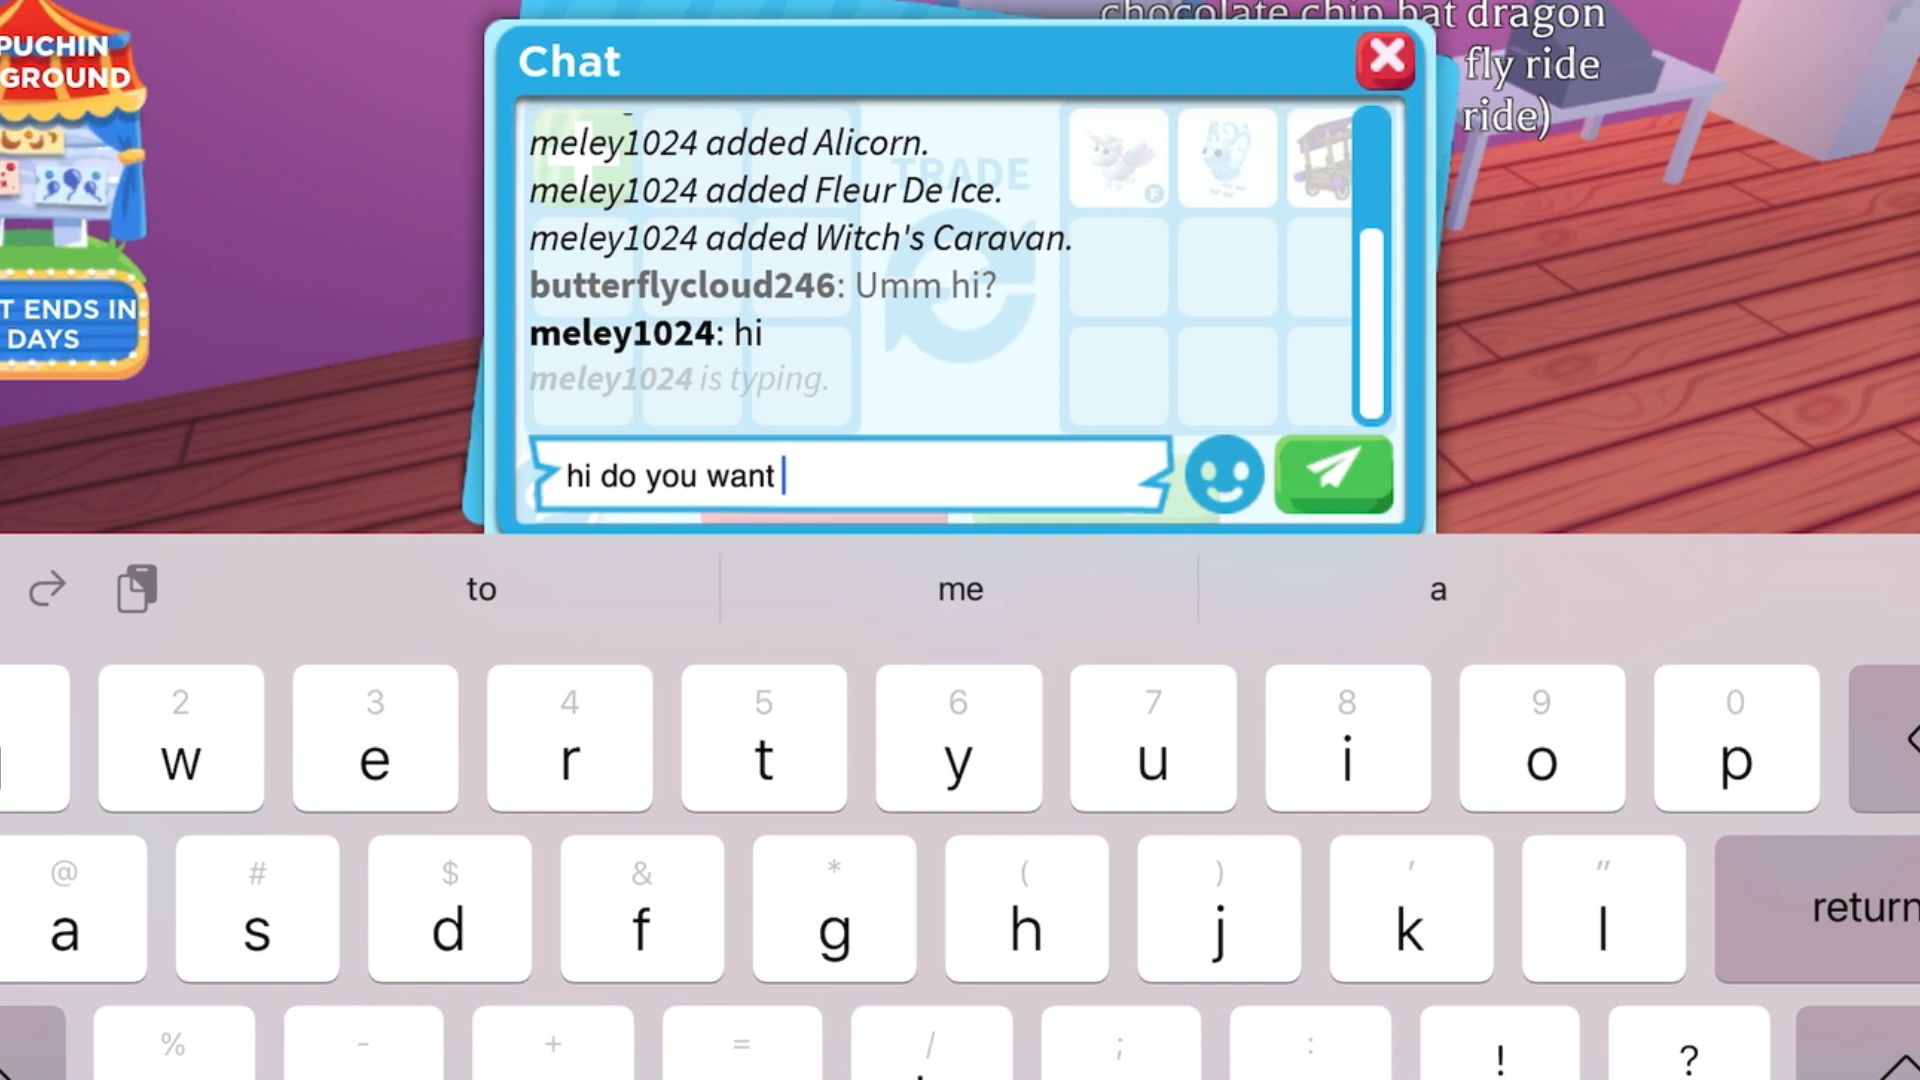 PUCHIN
GROUND
T ENDS IN
DAYS
chocolate chip bat dragon
fly ride
ride)
Chat
TRADE
F
meley1024 added Alicorn.
meley1024 added Fleur De Ice.
meley1024 added Witch's Caravan.
butterflycloud246: Umm hi?
meley1024: hi
meley1024 is typing.
hi do you want
to me a
2 3 4 5 6 7 8 9 0
w e r t y u i o p
@ # $ & * ( ) ' "
a s d f g h j k l return
% - + = / ; : ! ?